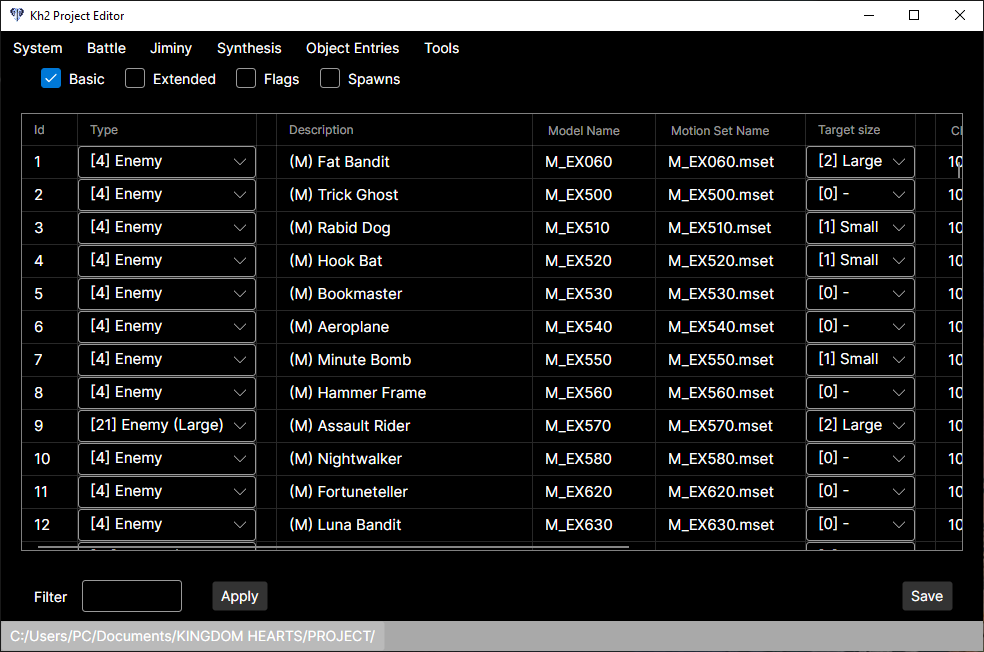 Kh2 Project Editor
System Battle Jiminy Synthesis Object Entries Tools
Basic Extended Flags Spawns
Id Type Description Model Name Motion Set Name Target size
1 [4] Enemy (M) Fat Bandit M_EX060 M_EX060.mset [2] Large 10
2 [4] Enemy (M) Trick Ghost M_EX500 M_EX500.mset [0] - 10
3 [4] Enemy (M) Rabid Dog M_EX510 M_EX510.mset [1] Small 10
4 [4] Enemy (M) Hook Bat M_EX520 M_EX520.mset [1] Small 10
5 [4] Enemy (M) Bookmaster M_EX530 M_EX530.mset [0] - 10
6 [4] Enemy (M) Aeroplane M_EX540 M_EX540.mset [0] - 10
7 [4] Enemy (M) Minute Bomb M_EX550 M_EX550.mset [1] Small 10
8 [4] Enemy (M) Hammer Frame M_EX560 M_EX560.mset [0] - 10
9 [21] Enemy (Large) (M) Assault Rider M_EX570 M_EX570.mset [2] Large 10
10 [4] Enemy (M) Nightwalker M_EX580 M_EX580.mset [0] - 10
11 [4] Enemy (M) Fortuneteller M_EX620 M_EX620.mset [0] - 10
12 [4] Enemy (M) Luna Bandit M_EX630 M_EX630.mset [0] - 10
Filter Apply Save
C:/Users/PC/Documents/KINGDOM HEARTS/PROJECT/